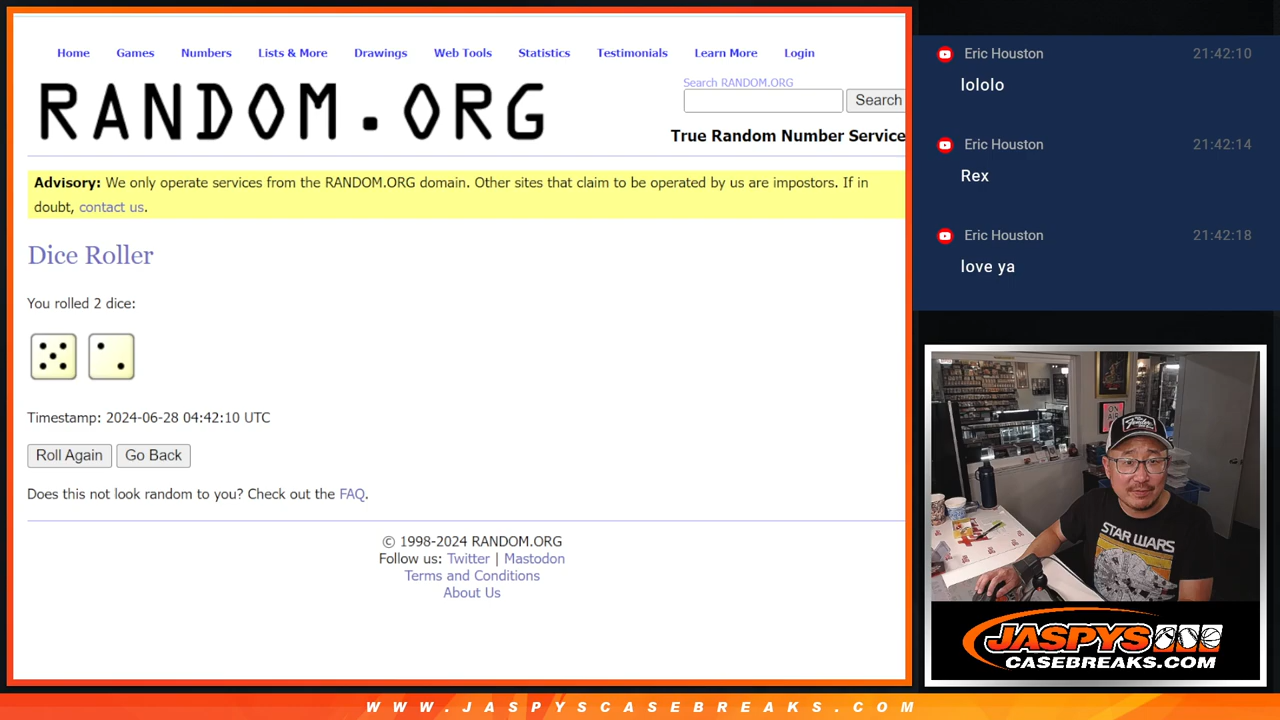 Home Games Numbers Lists & More Drawings Web Tools Statistics Testimonials Learn More Login
RANDOM.ORG
Search RANDOM.ORG
Search
True Random Number Service
Advisory: We only operate services from the RANDOM.ORG domain. Other sites that claim to be operated by us are impostors. If in
doubt, contact us.
Dice Roller
You rolled 2 dice:
Timestamp: 2024-06-28 04:42:10 UTC
Roll Again Go Back
Does this not look random to you? Check out the FAQ.
© 1998-2024 RANDOM.ORG
Follow us: Twitter | Mastodon
Terms and Conditions
About Us
Eric Houston 21:42:10
lololo
Eric Houston 21:42:14
Rex
Eric Houston 21:42:18
love ya
ON
AIR
STAR WARS
JASPYS
CASEBREAKS.COM
WWW.JASPYSCASEBREAKS.COM